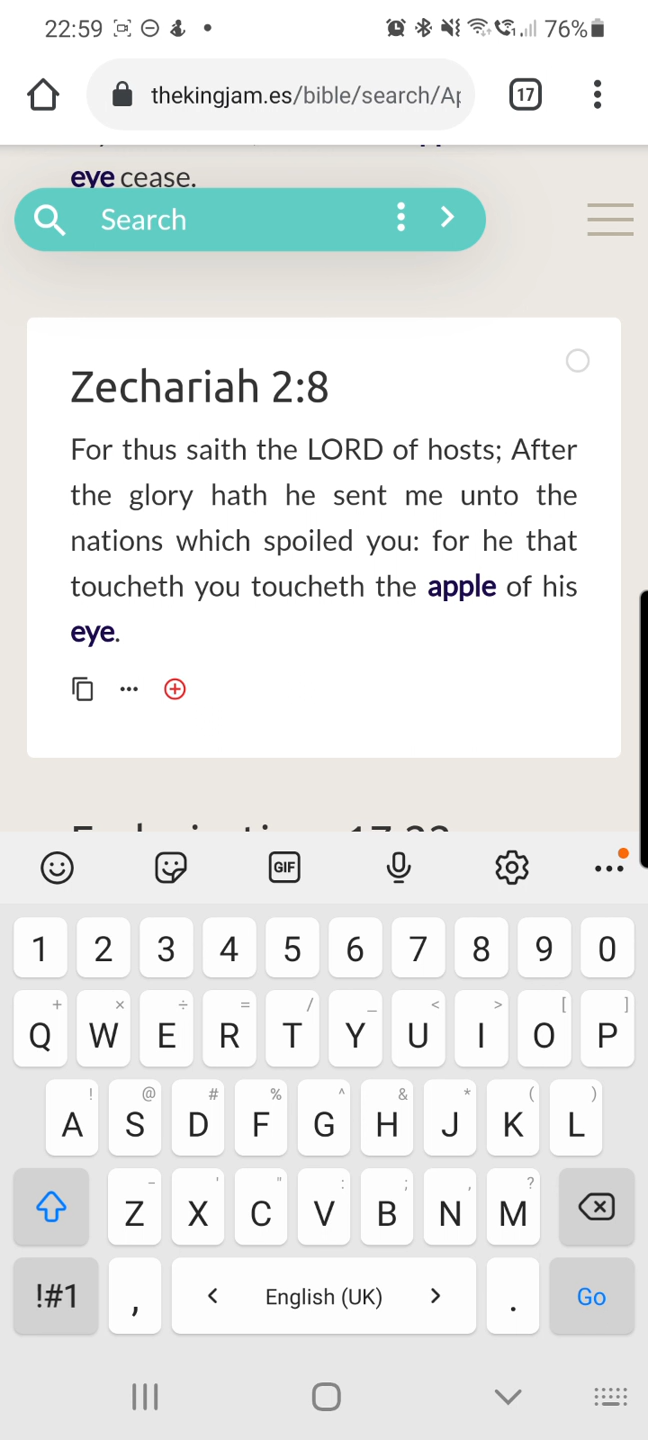 22:59 76%
thekingjam.es/bible/search/Ap
17
eye cease.
Search
Zechariah 2:8
For thus saith the LORD of hosts; After
the glory hath he sent me unto the
nations which spoiled you: for he that
toucheth you toucheth the apple of his
eye.
GIF
1 2 3 4 5 6 7 8 9 0
+ × ÷ = / _ < > [ ]
Q W E R T Y U I O P
! @ # % ^ & * ( )
A S D F G H J K L
- ' " : ; , ?
Z X C V B N M
!#1 , < English (UK) > . Go